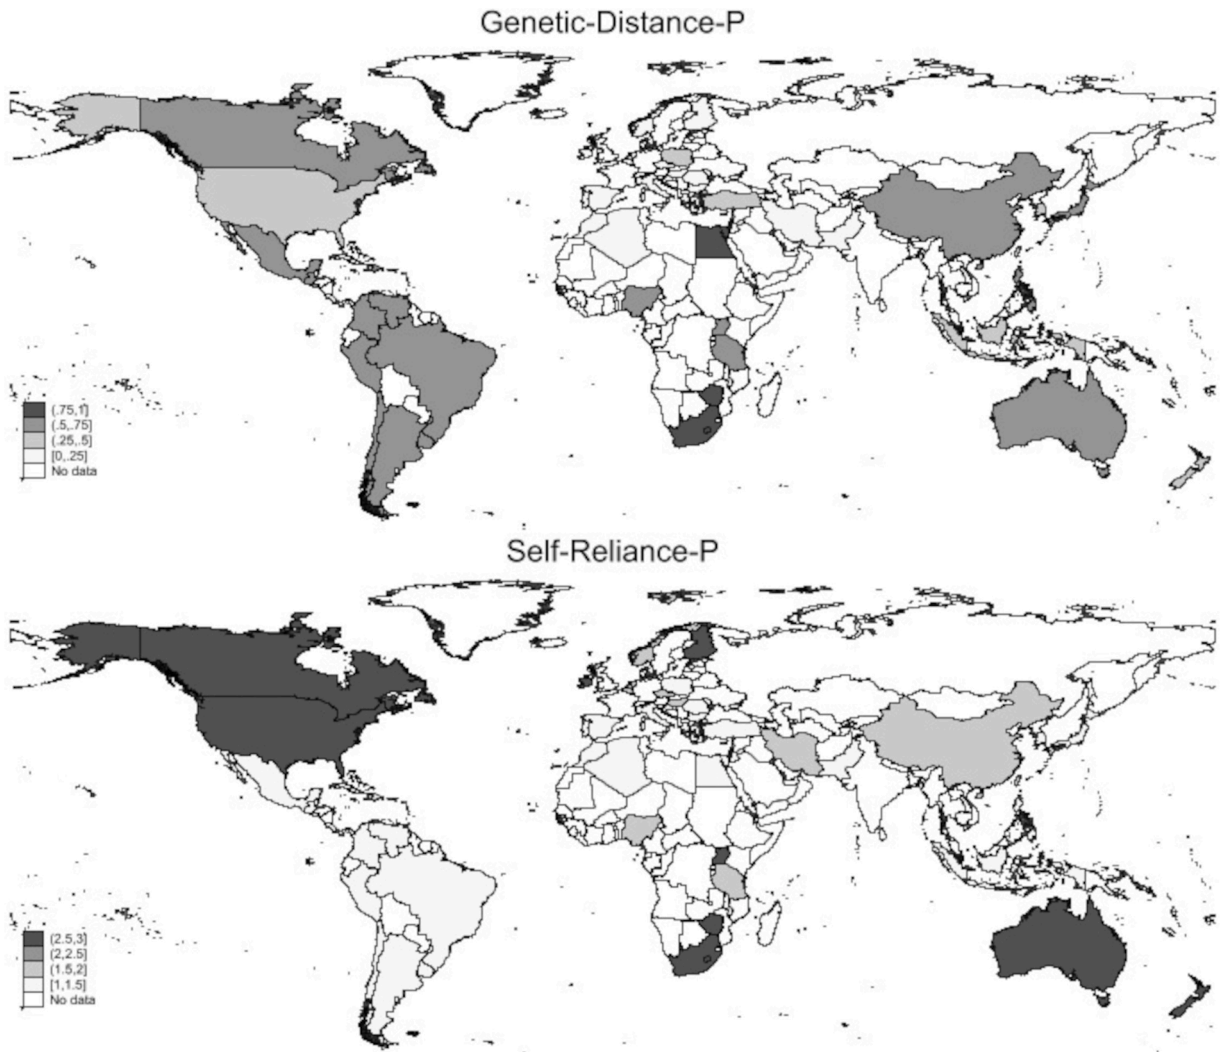 Genetic-Distance-P
(.75,1]
(.5,.75]
(.25,.5]
[0,.25]
No data
Self-Reliance-P
(2.5,3]
(2,2.5]
(1.5,2]
[1,1.5]
No data